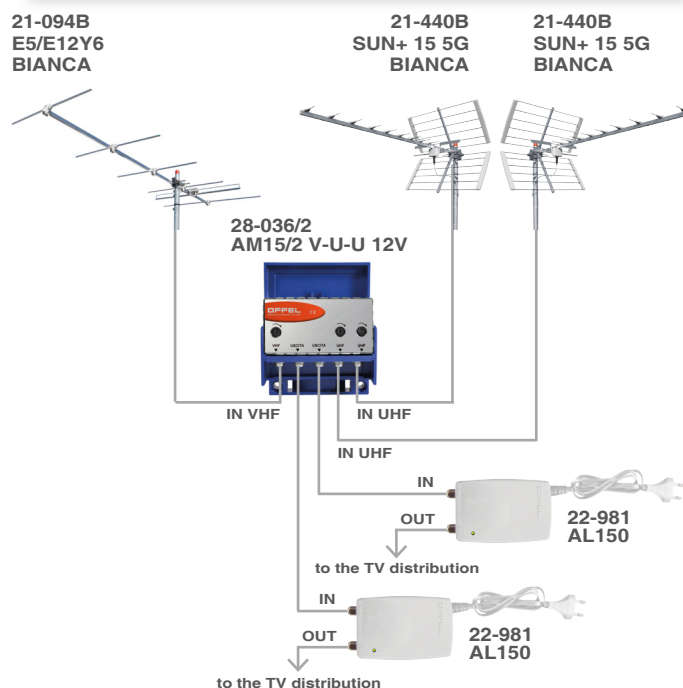 21-094B
E5/E12Y6
BIANCA
21-440B
SUN+ 15 5G
BIANCA
21-440B
SUN+ 15 5G
BIANCA
28-036/2
AM15/2 V-U-U 12V
OFFEL
VHF USCITA USCITA UHF UHF
IN VHF
IN UHF
IN UHF
IN
OUT
22-981
AL150
to the TV distribution
IN
OUT
22-981
AL150
to the TV distribution